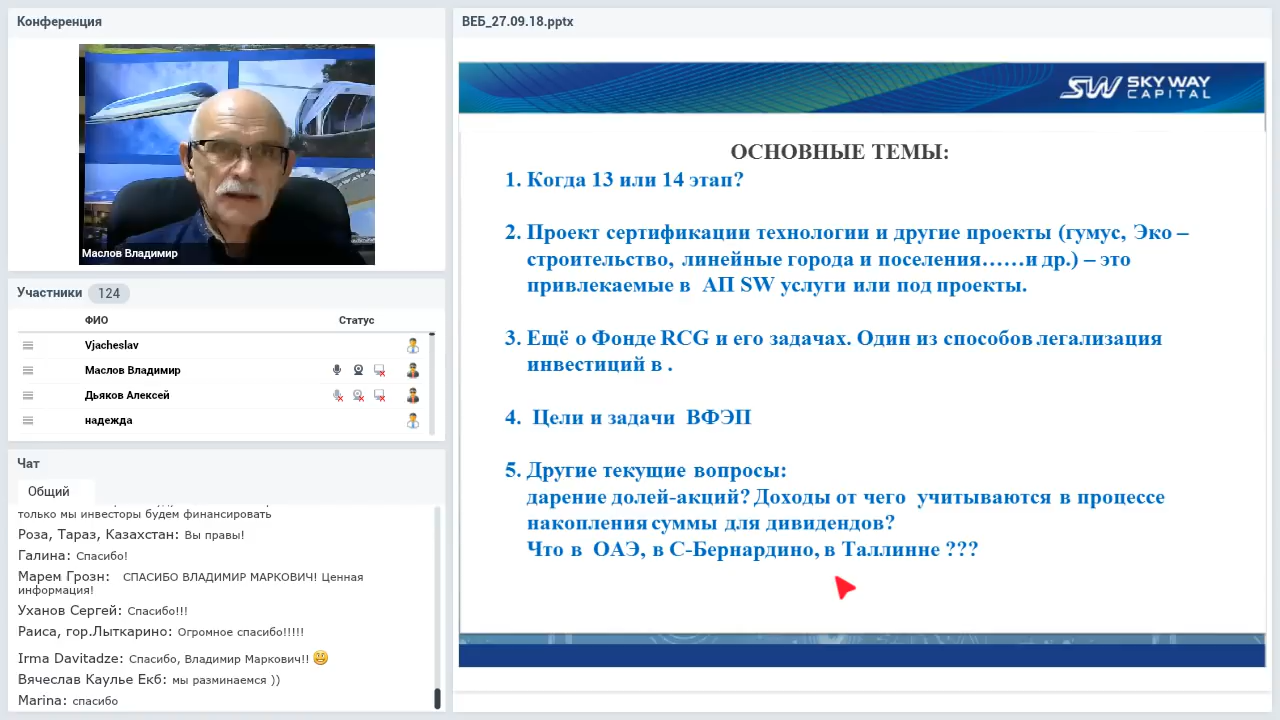 Конференция
Маслов Владимир
Участники 124
ФИО Статус
Vjacheslav
Маслов Владимир
Дьяков Алексей
надежда
Чат
Общий
только мы инвесторы будем финансировать
Роза, Тараз, Казахстан: Вы правы!
Галина: Спасибо!
Марем Грозн: СПАСИБО ВЛАДИМИР МАРКОВИЧ! Ценная
информация!
Уханов Сергей: Спасибо!!!
Раиса, гор.Лыткарино: Огромное спасибо!!!!!
Irma Davitadze: Спасибо, Владимир Маркович!!
Вячеслав Каулье Екб: мы разминаемся ))
Marina: спасибо
ВЕБ_27.09.18.pptx
SW SKY WAY
CAPITAL
ОСНОВНЫЕ ТЕМЫ:
1. Когда 13 или 14 этап?
2. Проект сертификации технологии и другие проекты (гумус, Эко –
строительство, линейные города и поселения……и др.) – это
привлекаемые в АП SW услуги или под проекты.
3. Ещё о Фонде RCG и его задачах. Один из способов легализация
инвестиций в .
4. Цели и задачи ВФЭП
5. Другие текущие вопросы:
дарение долей-акций? Доходы от чего учитываются в процессе
накопления суммы для дивидендов?
Что в ОАЭ, в С-Бернардино, в Таллинне ???